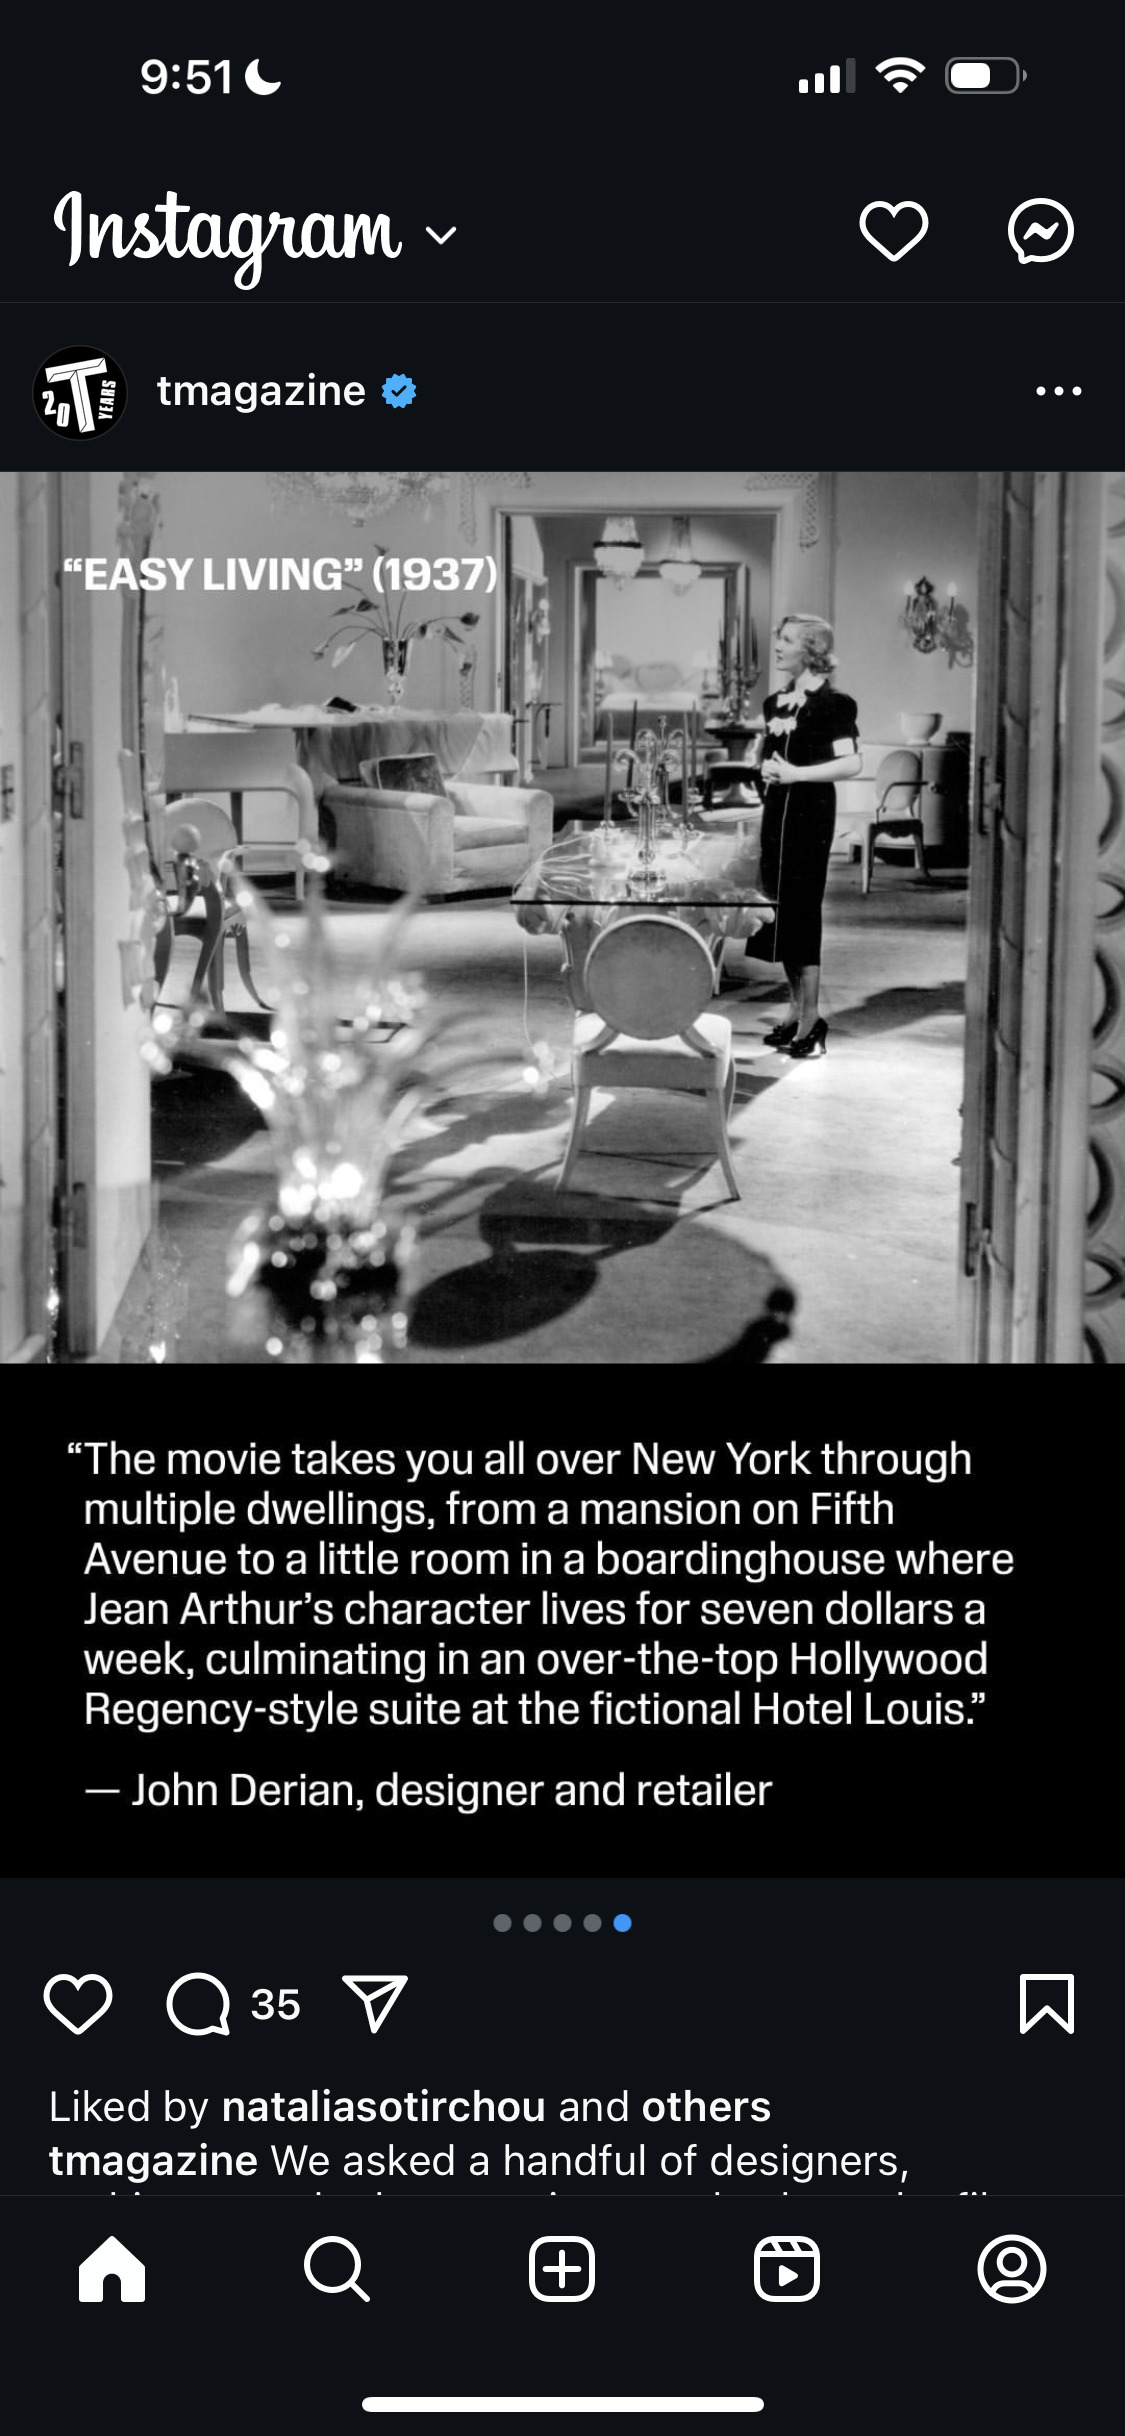 9:51
Instagram
20 T YEARS
tmagazine
“EASY LIVING” (1937)
“The movie takes you all over New York through
multiple dwellings, from a mansion on Fifth
Avenue to a little room in a boardinghouse where
Jean Arthur’s character lives for seven dollars a
week, culminating in an over-the-top Hollywood
Regency-style suite at the fictional Hotel Louis.”
— John Derian, designer and retailer
35
Liked by nataliasotirchou and others
tmagazine We asked a handful of designers,